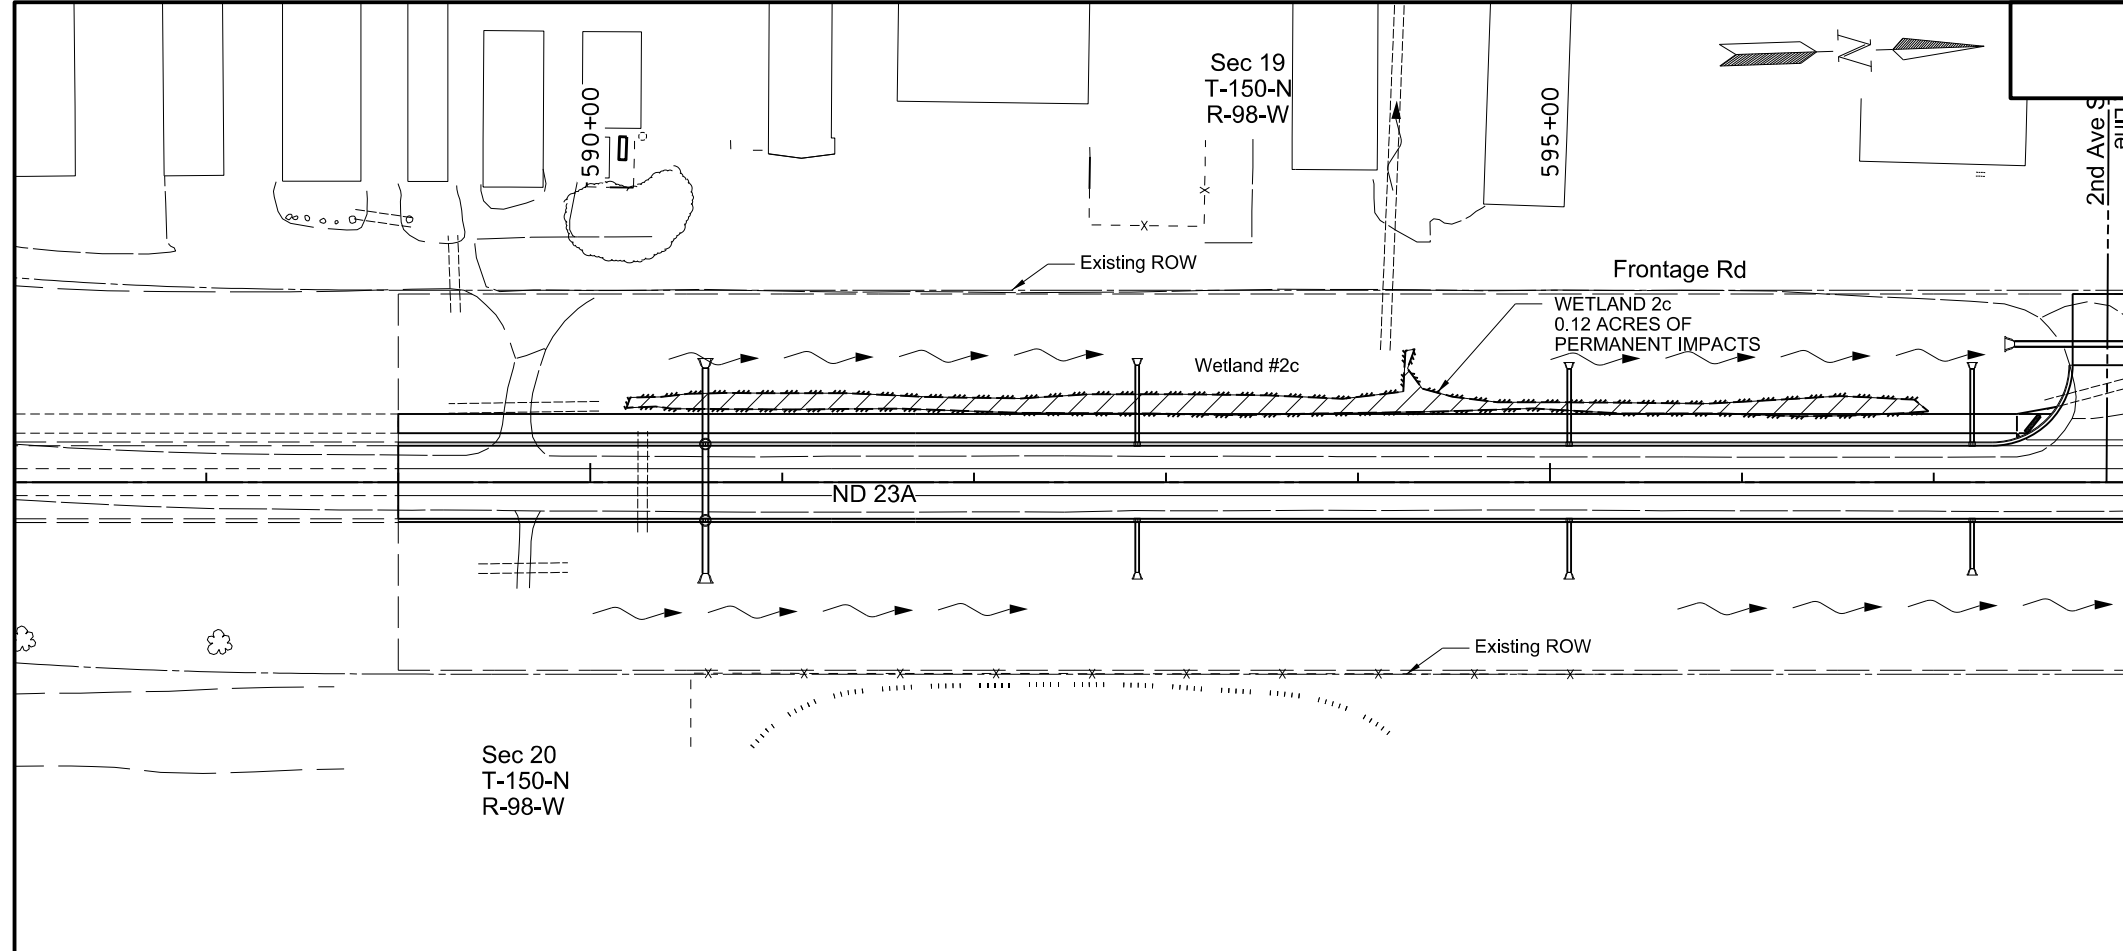 Sec 19
T-150-N
R-98-W
N
590+00
595+00
2nd Ave S
Line
Existing ROW
Frontage Rd
WETLAND 2c
0.12 ACRES OF
PERMANENT IMPACTS
Wetland #2c
ND 23A
Existing ROW
Sec 20
T-150-N
R-98-W